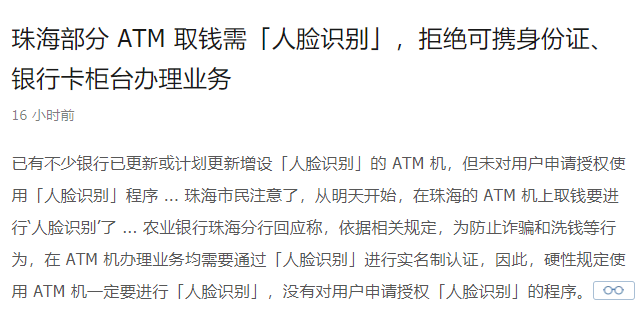 珠海部分 ATM 取钱需「人脸识别」，拒绝可携身份证、
银行卡柜台办理业务
16 小时前
已有不少银行已更新或计划更新增设「人脸识别」的 ATM 机，但未对用户申请授权使
用「人脸识别」程序 ... 珠海市民注意了，从明天开始，在珠海的 ATM 机上取钱要进
行‘人脸识别’了 ... 农业银行珠海分行回应称，依据相关规定，为防止诈骗和洗钱等行
为，在 ATM 机办理业务均需要通过「人脸识别」进行实名制认证，因此，硬性规定使
用 ATM 机一定要进行「人脸识别」，没有对用户申请授权「人脸识别」的程序。